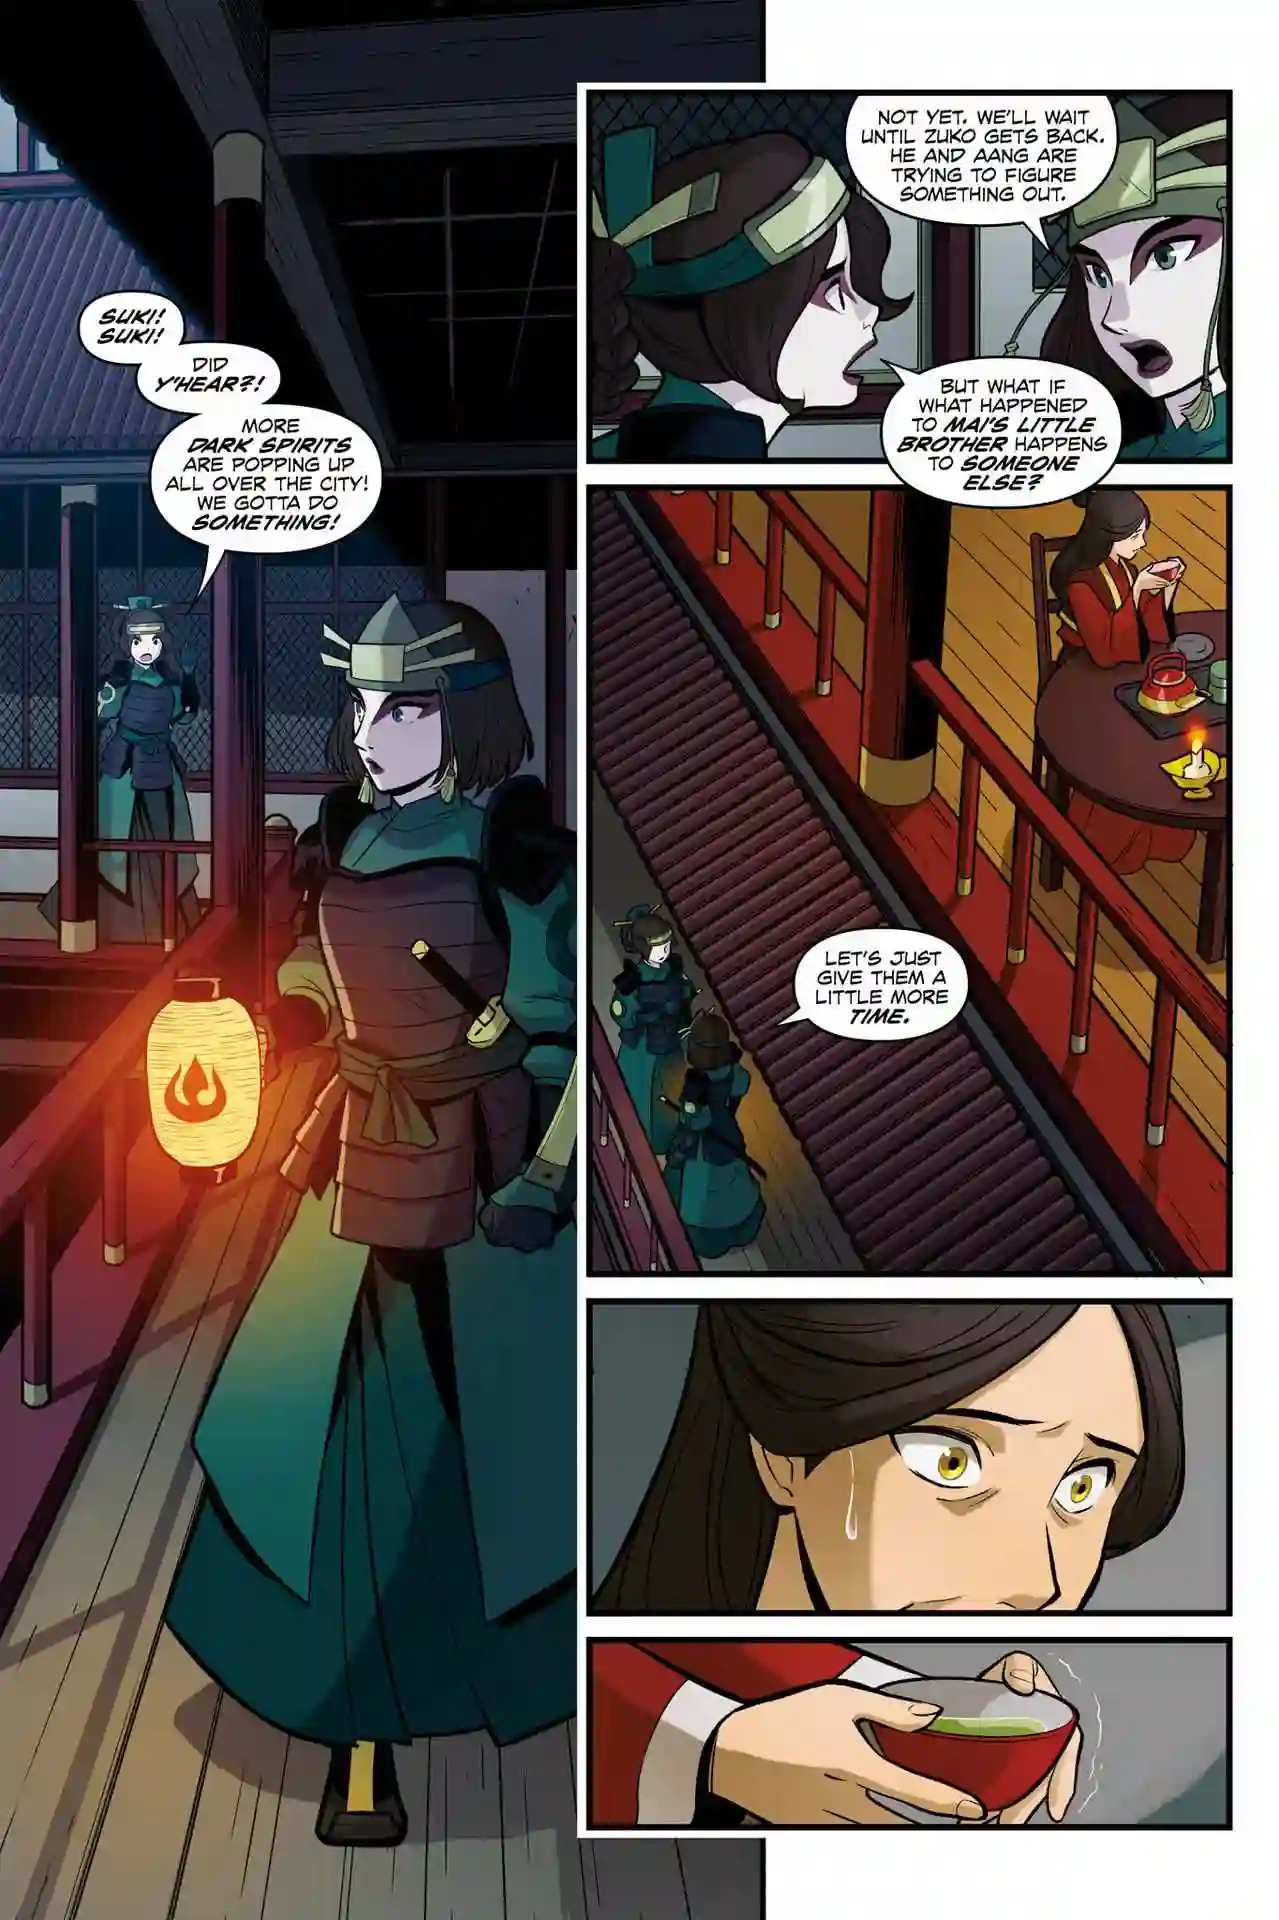 SUKI!
SUKI!
DID
Y'HEAR?!
MORE
DARK SPIRITS
ARE POPPING UP
ALL OVER THE CITY!
WE GOTTA DO
SOMETHING!
NOT YET. WE'LL WAIT
UNTIL ZUKO GETS BACK.
HE AND AANG ARE
TRYING TO FIGURE
SOMETHING OUT.
BUT WHAT IF
WHAT HAPPENED
TO MAI'S LITTLE
BROTHER HAPPENS
TO SOMEONE
ELSE?
LET'S JUST
GIVE THEM A
LITTLE MORE
TIME.